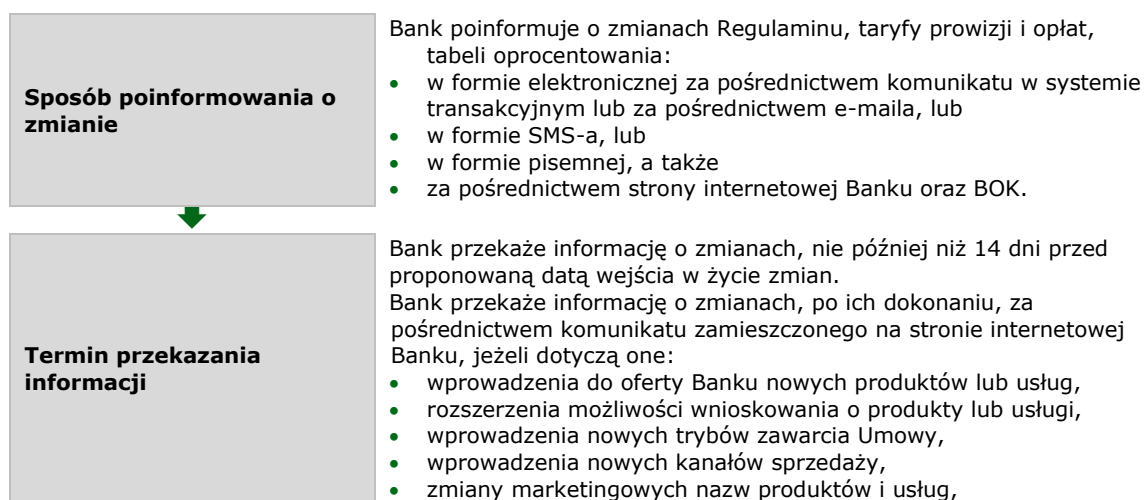 Sposób poinformowania o
zmianie
Bank poinformuje o zmianach Regulaminu, taryfy prowizji i opłat,
tabeli oprocentowania:
• w formie elektronicznej za pośrednictwem komunikatu w systemie
transakcyjnym lub za pośrednictwem e-maila, lub
• w formie SMS-a, lub
• w formie pisemnej, a także
• za pośrednictwem strony internetowej Banku oraz BOK.
Termin przekazania
informacji
Bank przekaże informację o zmianach, nie później niż 14 dni przed
proponowaną datą wejścia w życie zmian.
Bank przekaże informację o zmianach, po ich dokonaniu, za
pośrednictwem komunikatu zamieszczonego na stronie internetowej
Banku, jeżeli dotyczą one:
• wprowadzenia do oferty Banku nowych produktów lub usług,
• rozszerzenia możliwości wnioskowania o produkty lub usługi,
• wprowadzenia nowych trybów zawarcia Umowy,
• wprowadzenia nowych kanałów sprzedaży,
• zmiany marketingowych nazw produktów i usług,